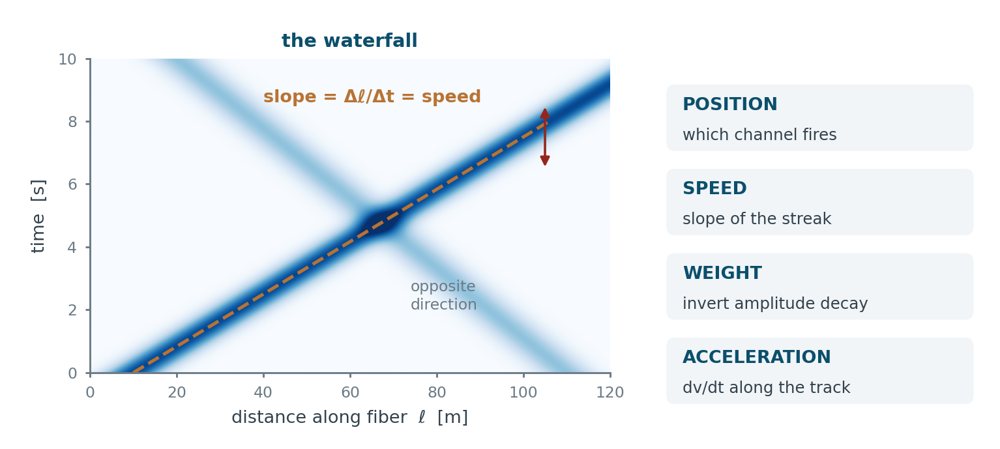 the waterfall
10
8
6
4
2
0
time [s]
slope = Δℓ/Δt = speed
opposite
direction
0 20 40 60 80 100 120
distance along fiber ℓ [m]
POSITION
which channel fires
SPEED
slope of the streak
WEIGHT
invert amplitude decay
ACCELERATION
dv/dt along the track